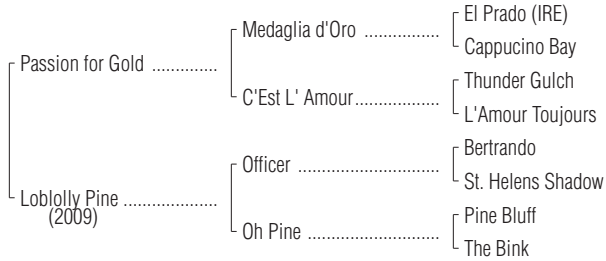 El Prado (IRE)
Medaglia d'Oro ................
Cappucino Bay
Passion for Gold ..............
Thunder Gulch
C'Est L' Amour..................
L'Amour Toujours
Bertrando
Officer ..............................
St. Helens Shadow
Loblolly Pine ....................
(2009)
Pine Bluff
Oh Pine ............................
The Bink